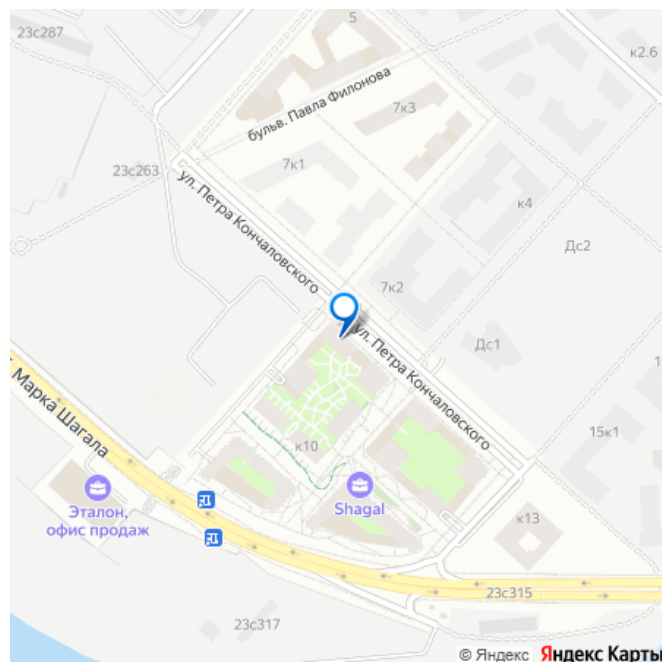 23с287
5
к2.6
бульв. Павла Филонова
7к3
7к1
23с263
ул. Петра Кончаловского
к4
Дс2
7к2
ул. Петра Кончаловского
Дс1
Марка Шагала
15к1
к10
Эталон,
офис продаж
Shagal
к13
23с315
23с317
© Яндекс Яндекс Карты